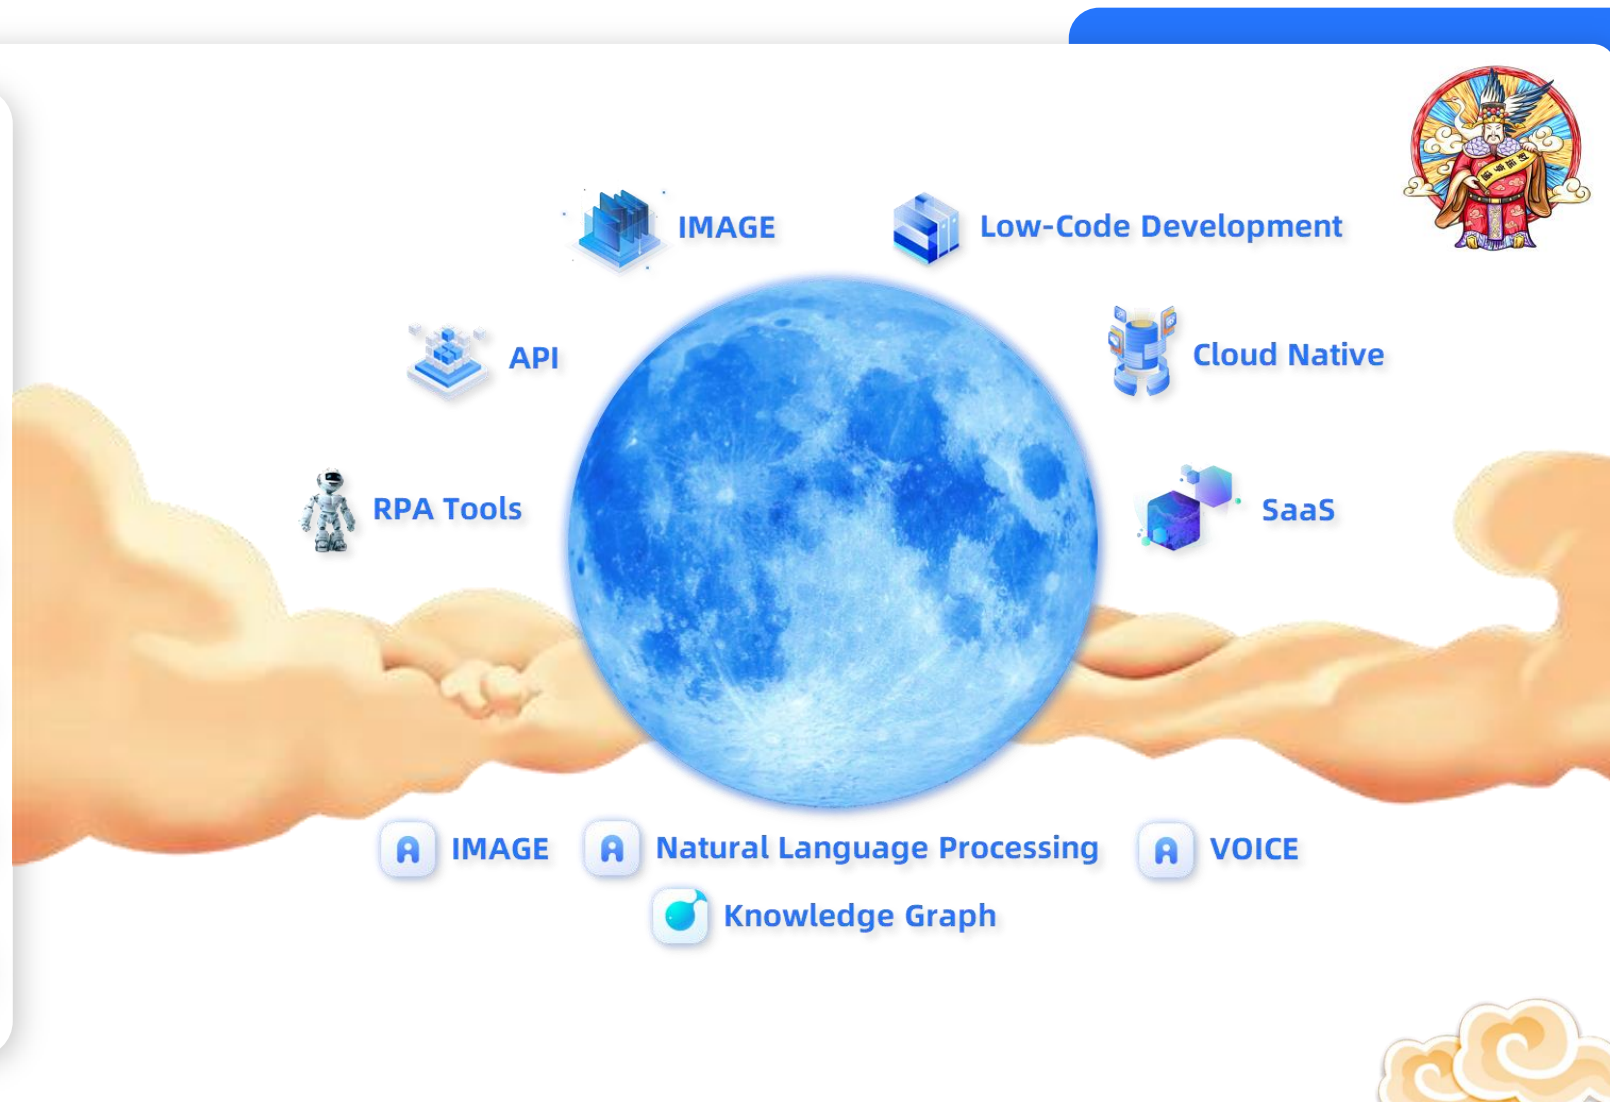 IMAGE
Low-Code Development
API
Cloud Native
RPA Tools
SaaS
IMAGE
Natural Language Processing
VOICE
Knowledge Graph